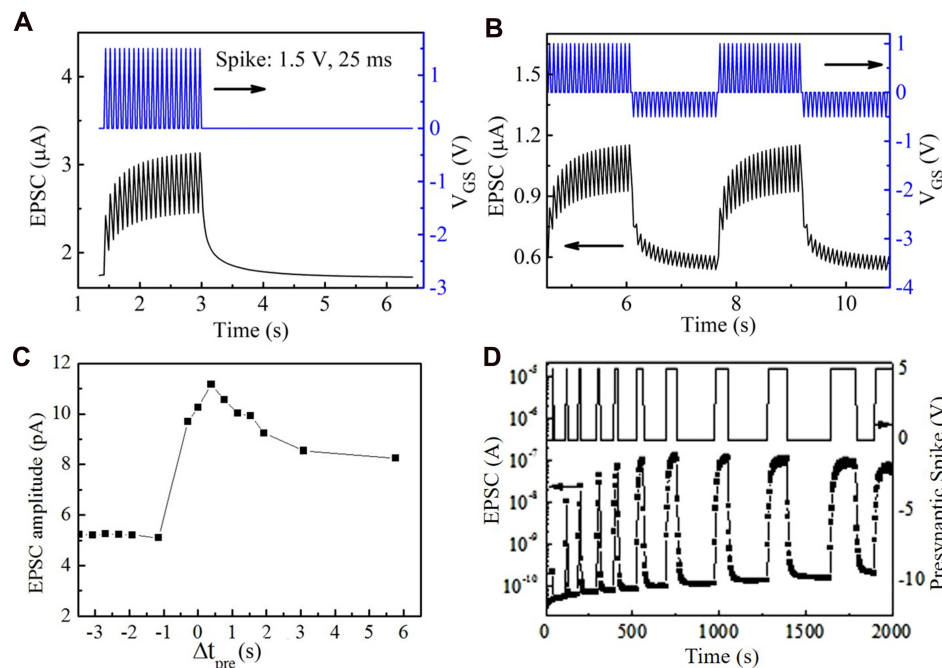 A
Spike: 1.5 V, 25 ms
EPSC (μA)
4
3
2
1
0
-1
-2
-3
V_GS (V)
1 2 3 4 5 6 7
Time (s)
B
EPSC (μA)
1.5
1.2
0.9
0.6
1
0
-1
-2
-3
-4
V_GS (V)
6 8 10
Time (s)
C
EPSC amplitude (pA)
12
10
8
6
4
2
-3 -2 -1 0 1 2 3 4 5 6
Δt_pre (s)
D
EPSC (A)
10⁻⁵
10⁻⁶
10⁻⁷
10⁻⁸
10⁻⁹
10⁻¹⁰
5
0
-5
-10
Presynaptic Spike (V)
0 500 1000 1500 2000
Time (s)